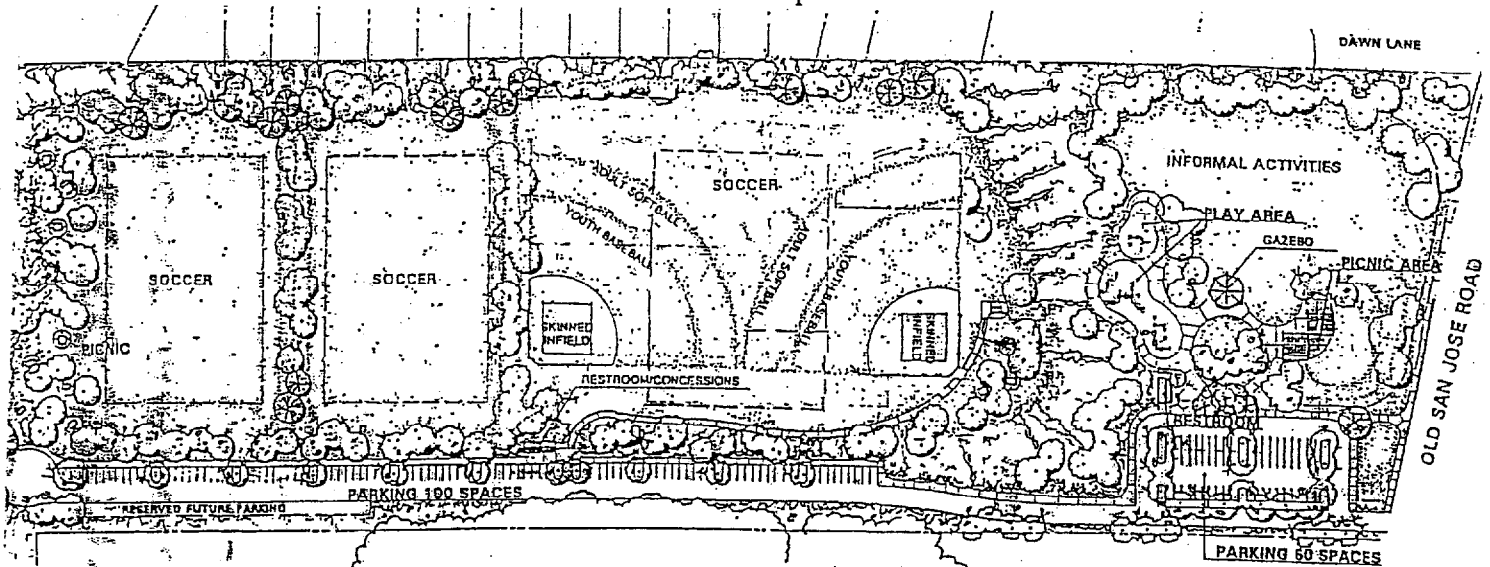 DAWN LANE
INFORMAL ACTIVITIES
SOCCER
ADULT SOFTBALL
YOUTH BASEBALL
PLAY AREA
GAZEBO
PICNIC AREA
SOCCER
SOCCER
ADULT SOFTBALL
YOUTH BASEBALL
OLD SAN JOSE ROAD
SKINNED
INFIELD
SKINNED
INFIELD
PICNIC
RESTROOM/CONCESSIONS
RESTROOM
PARKING 100 SPACES
RESERVED FUTURE PARKING
PARKING 60 SPACES